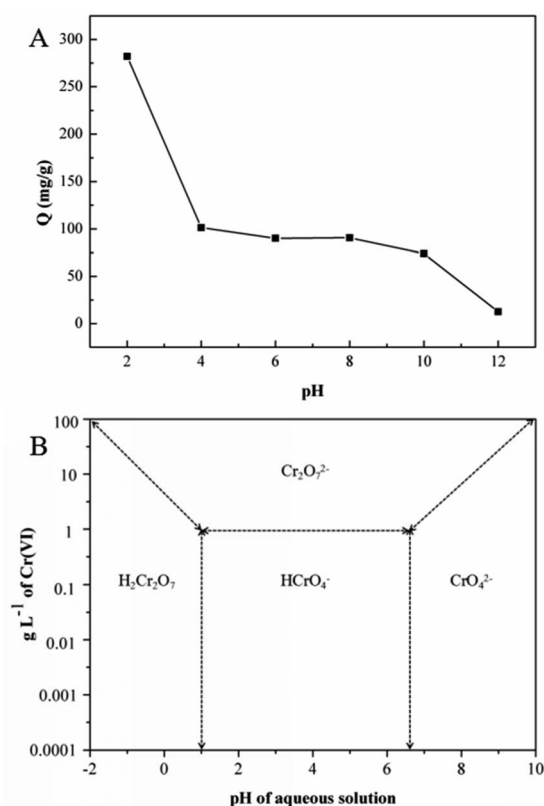 A
300
250
200
150
100
50
0
Q (mg/g)
2 4 6 8 10 12
pH
B
100
10
1
0.1
0.01
0.001
0.0001
g L⁻¹ of Cr(VI)
Cr₂O₇²⁻
H₂Cr₂O₇ HCrO₄⁻ CrO₄²⁻
-2 0 2 4 6 8 10
pH of aqueous solution